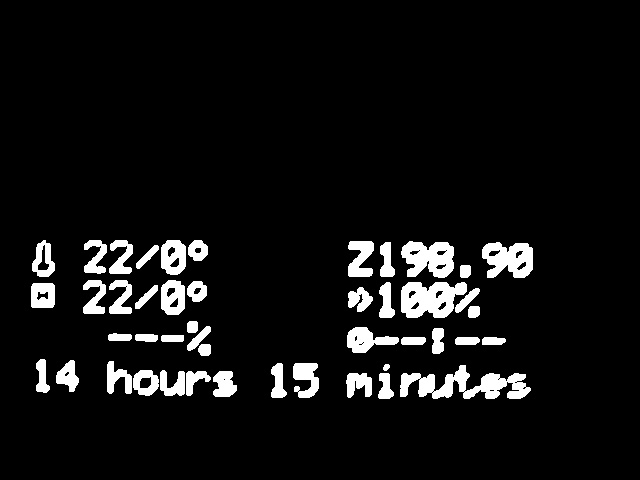 22/0° Z198.90
22/0° »100%
---% --:--
14 hours 15 minutes